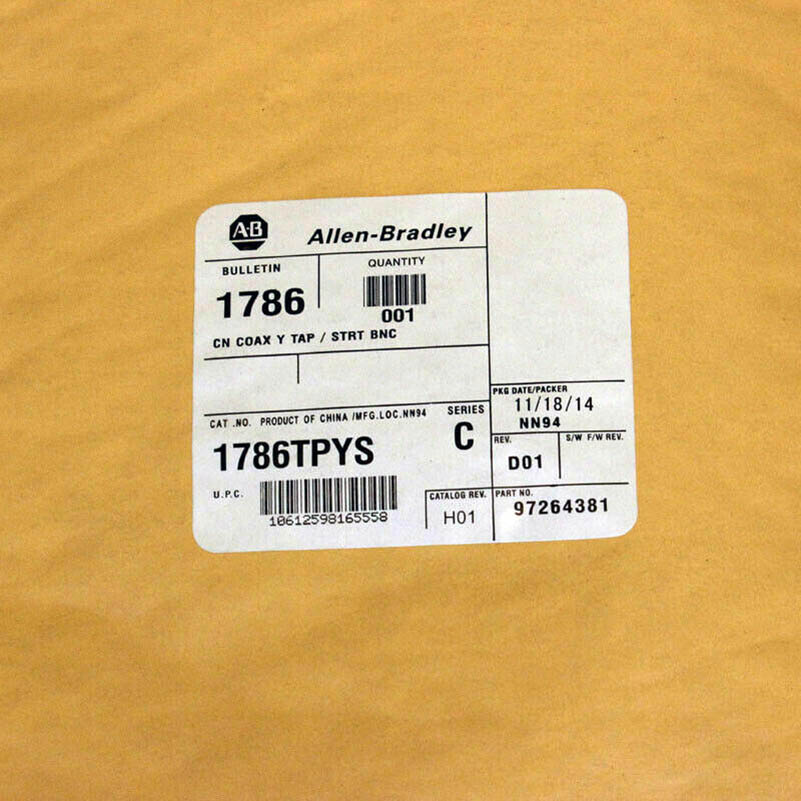 A-B
Allen-Bradley
BULLETIN
QUANTITY
1786
001
CN COAX Y TAP / STRT BNC
PKG DATE/PACKER
11/18/14
NN94
CAT .NO. PRODUCT OF CHINA /MFG.LOC.NN94
SERIES
1786TPYS
C
REV.
S/W F/W REV.
D01
U.P.C.
10612598165558
CATALOG REV.
H01
PART NO.
97264381